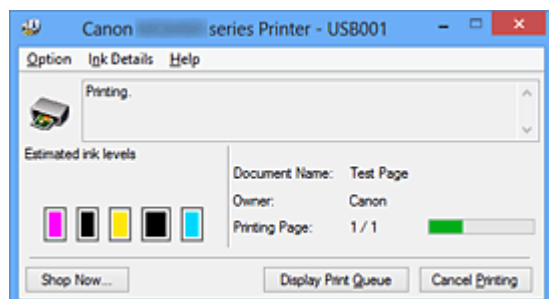 Canon series Printer - USB001
Option Ink Details Help
Printing.
Estimated ink levels
Document Name: Test Page
Owner: Canon
Printing Page: 1 / 1
Shop Now... Display Print Queue Cancel Printing